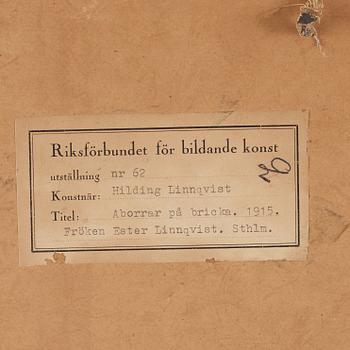 Riksförbundet för bildande konst
utställning nr 62
Konstnär: Hilding Linnqvist
Titel: Aborrar på bricka. 1915.
Fröken Ester Linnqvist. Sthlm.